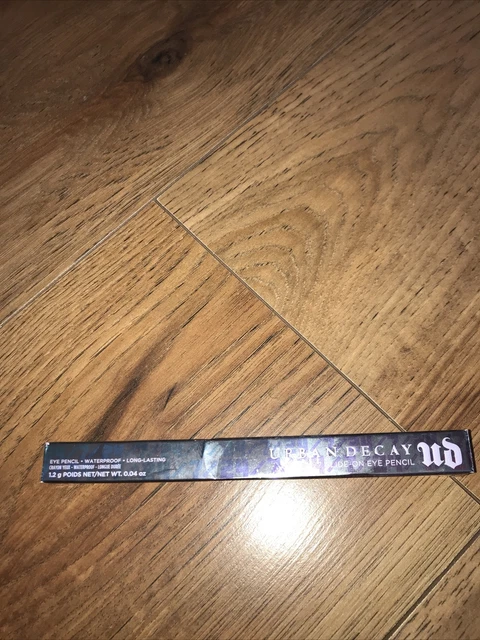 EYE PENCIL • WATERPROOF • LONG-LASTING
CRAYON YEUX • WATERPROOF • LONGUE DURÉE
1.2 g POIDS NET/NET WT. 0.04 oz
URBAN DECAY
ON EYE PENCIL
UD